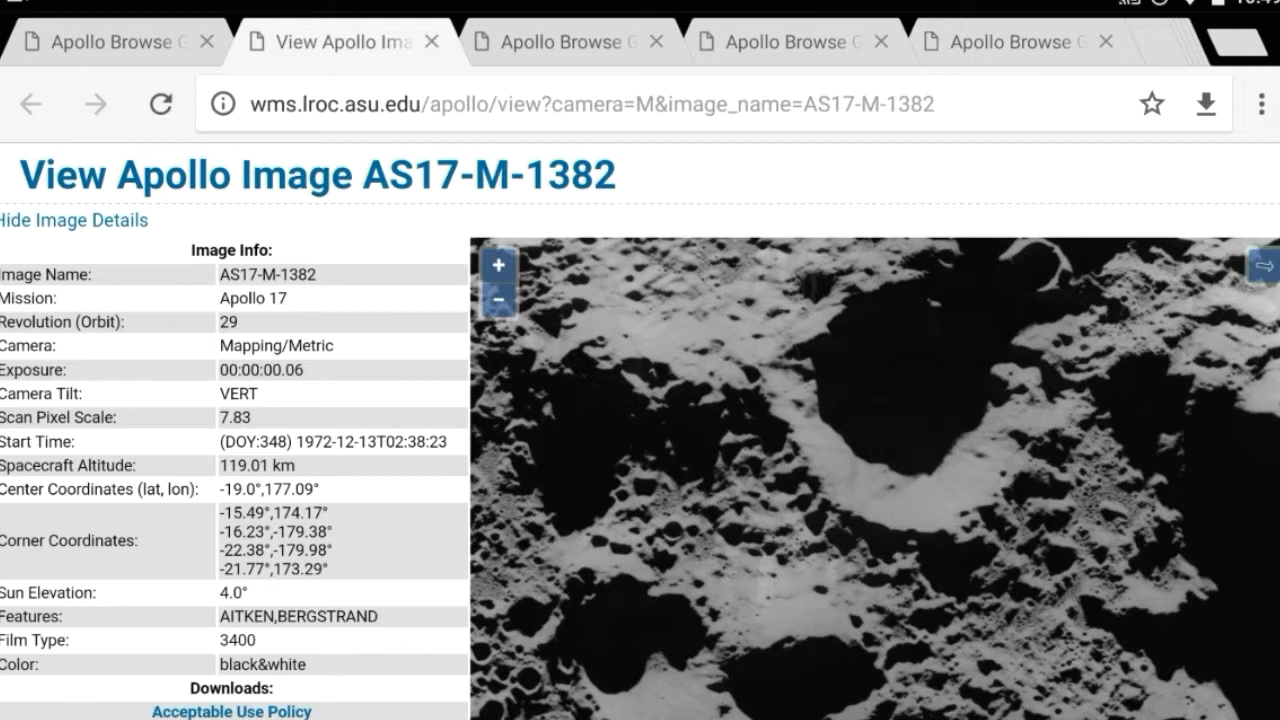 Apollo Browse G
View Apollo Ima
Apollo Browse G
Apollo Browse G
Apollo Browse G
wms.lroc.asu.edu/apollo/view?camera=M&image_name=AS17-M-1382
View Apollo Image AS17-M-1382
Hide Image Details
Image Info:
Image Name: AS17-M-1382
Mission: Apollo 17
Revolution (Orbit): 29
Camera: Mapping/Metric
Exposure: 00:00:00.06
Camera Tilt: VERT
Scan Pixel Scale: 7.83
Start Time: (DOY:348) 1972-12-13T02:38:23
Spacecraft Altitude: 119.01 km
Center Coordinates (lat, lon): -19.0°,177.09°
Corner Coordinates: -15.49°,174.17°
-16.23°,-179.38°
-22.38°,-179.98°
-21.77°,173.29°
Sun Elevation: 4.0°
Features: AITKEN,BERGSTRAND
Film Type: 3400
Color: black&white
Downloads:
Acceptable Use Policy